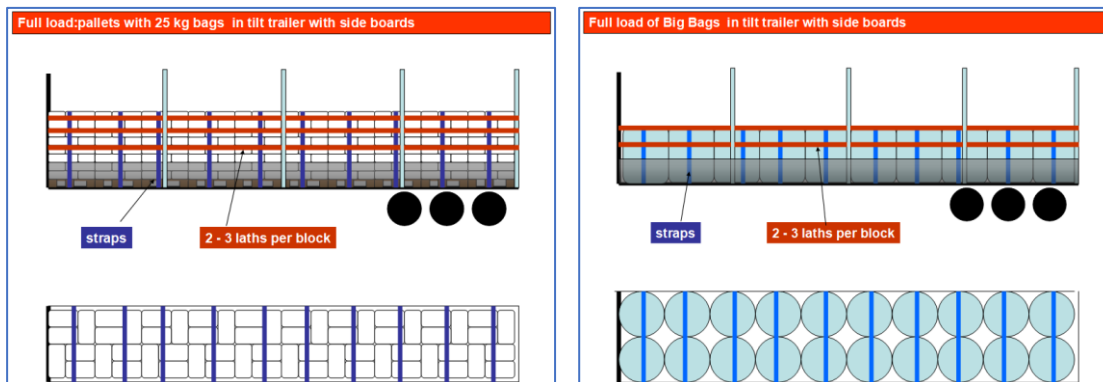 Full load:pallets with 25 kg bags  in tilt trailer with side boards
straps
2 - 3 laths per block
Full load of Big Bags  in tilt trailer with side boards
straps
2 - 3 laths per block